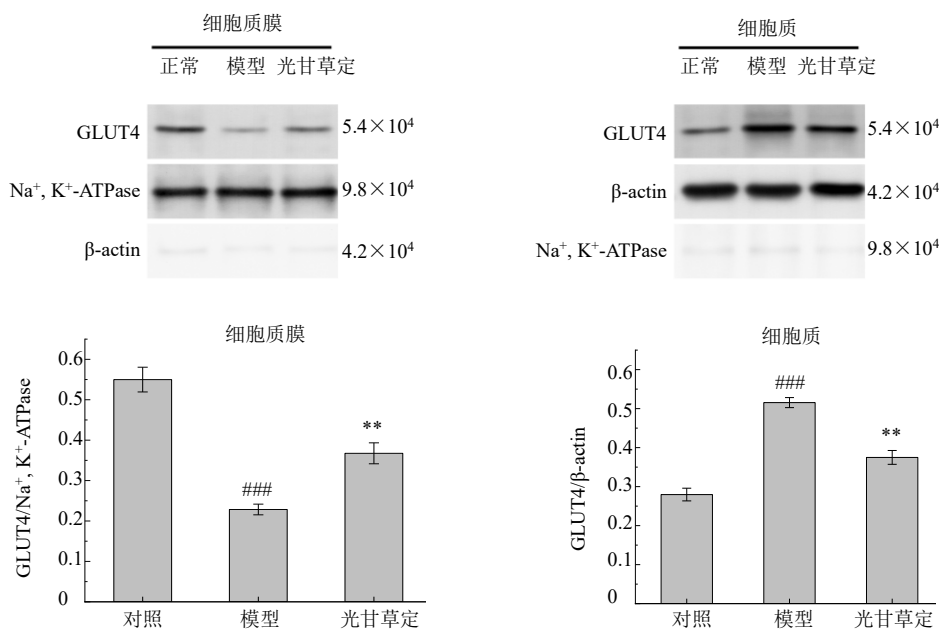 细胞质膜
正常 模型 光甘草定
GLUT4 5.4×10⁴
Na⁺, K⁺-ATPase 9.8×10⁴
β-actin 4.2×10⁴
细胞质
正常 模型 光甘草定
GLUT4 5.4×10⁴
β-actin 4.2×10⁴
Na⁺, K⁺-ATPase 9.8×10⁴
细胞质膜
GLUT4/Na⁺, K⁺-ATPase
0.6
0.5
0.4
0.3
0.2
0.1
0
###
**
对照 模型 光甘草定
细胞质
GLUT4/β-actin
0.6
0.5
0.4
0.3
0.2
0.1
0
###
**
对照 模型 光甘草定